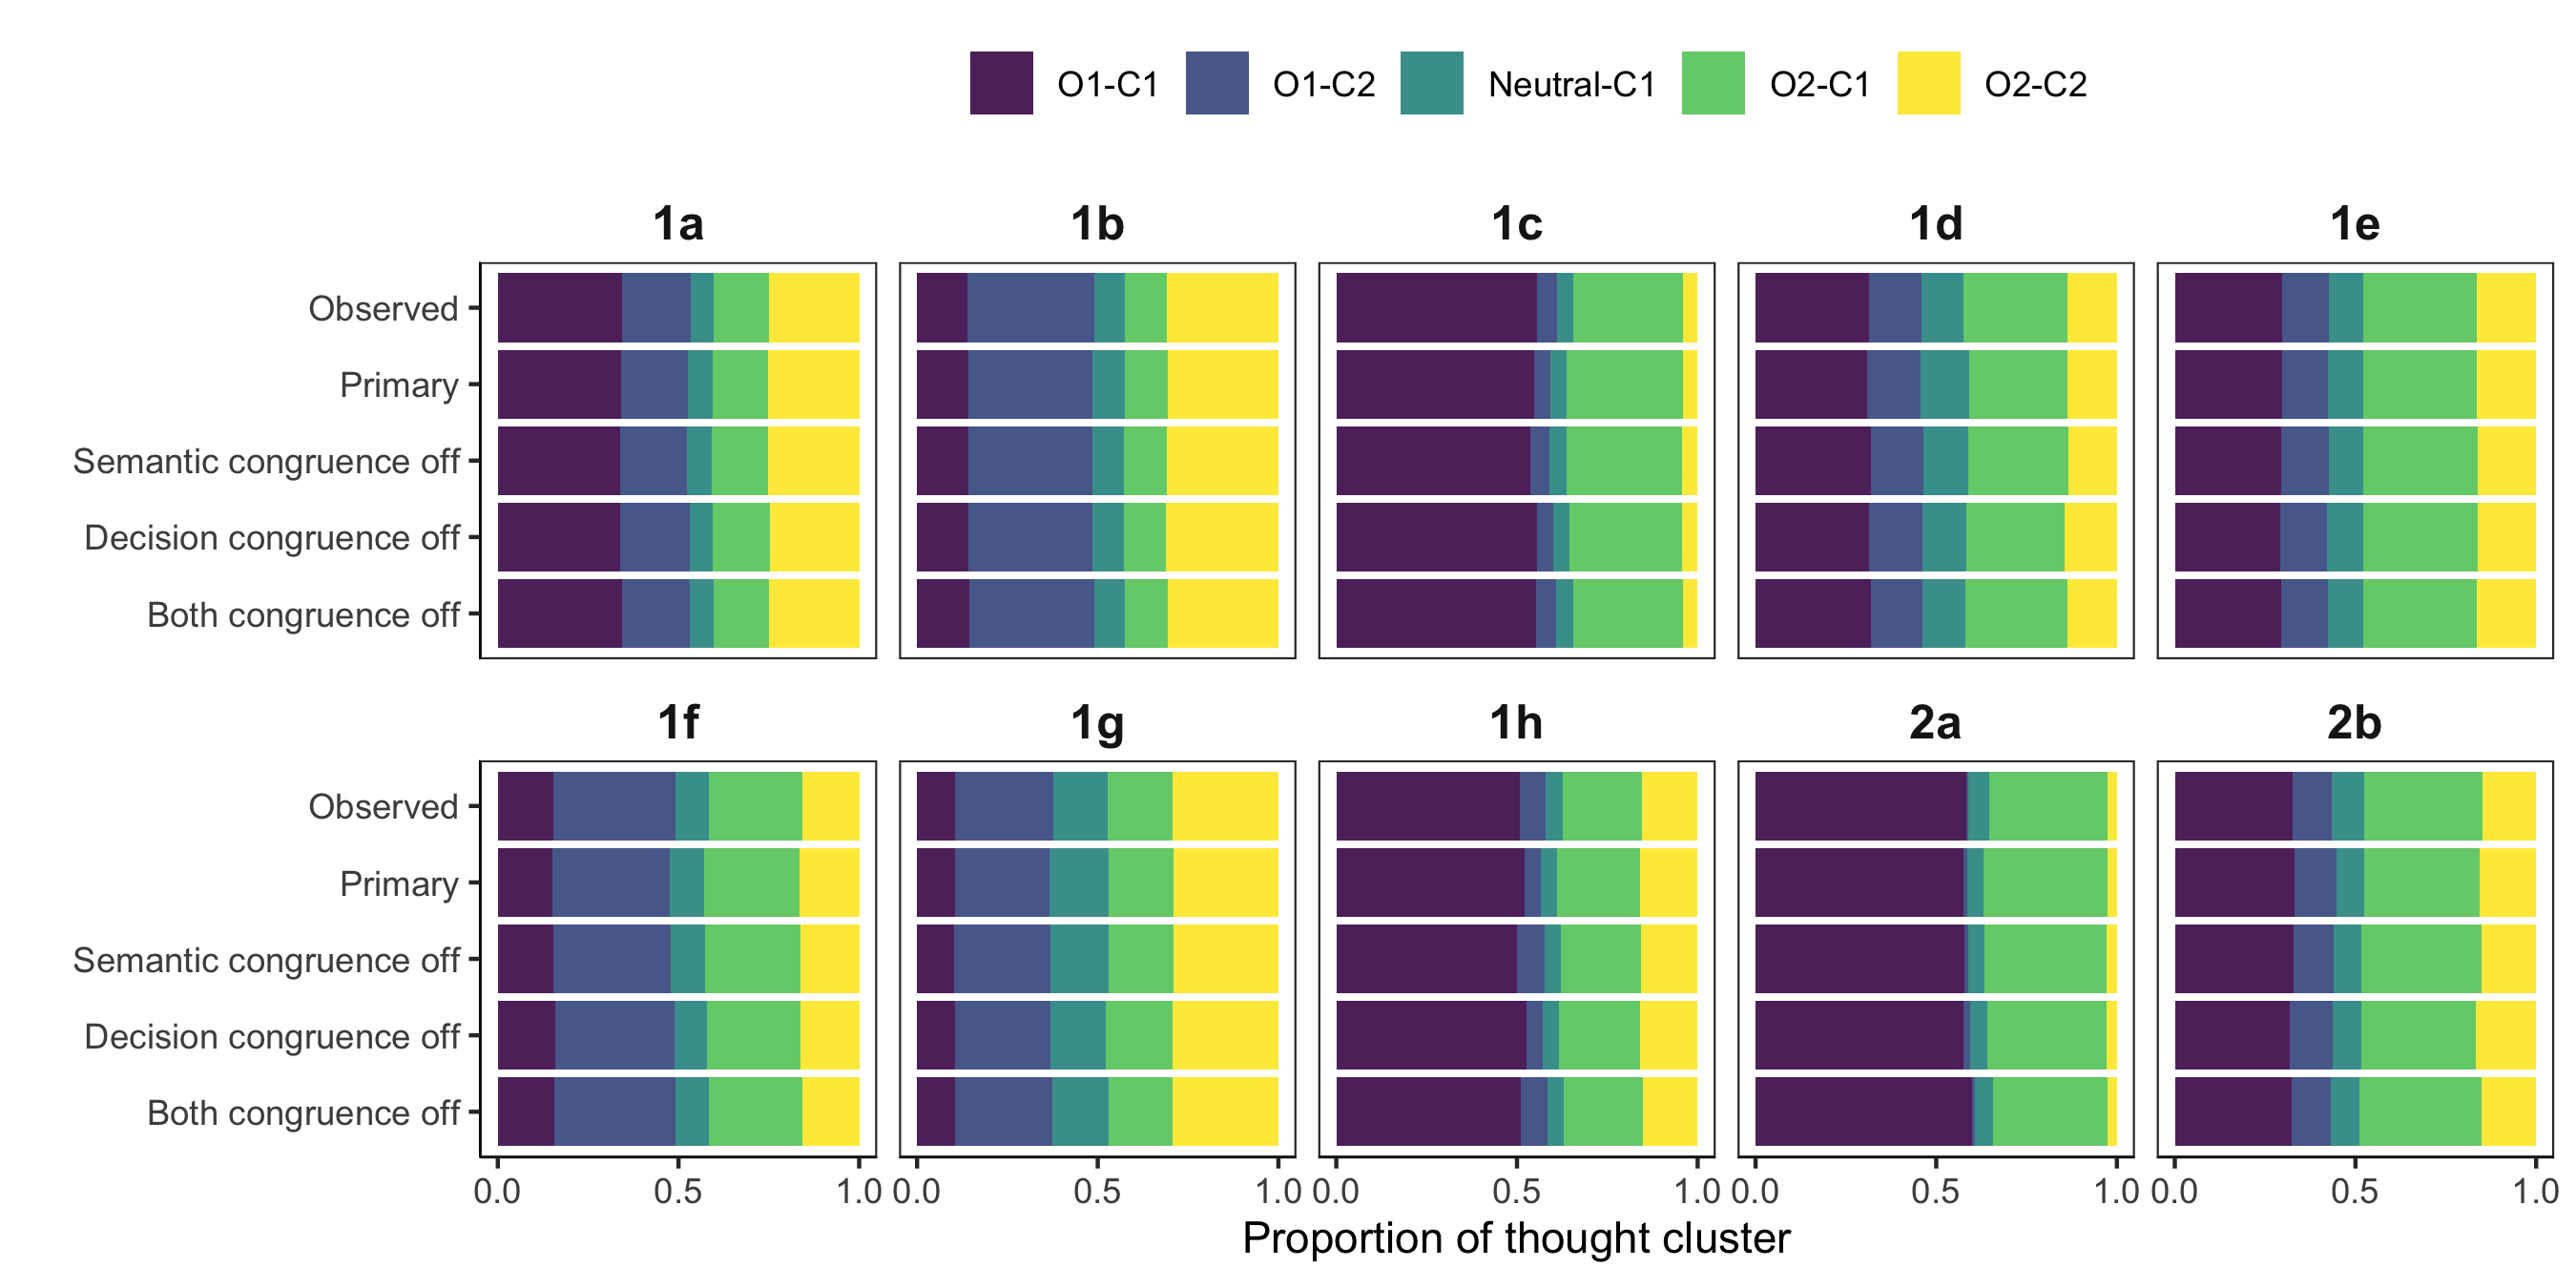 O1-C1 O1-C2 Neutral-C1 O2-C1 O2-C2
1a 1b 1c 1d 1e
Observed
Primary
Semantic congruence off
Decision congruence off
Both congruence off
1f 1g 1h 2a 2b
Observed
Primary
Semantic congruence off
Decision congruence off
Both congruence off
0.0 0.5 1.0 0.0 0.5 1.0 0.0 0.5 1.0 0.0 0.5 1.0 0.0 0.5 1.0
Proportion of thought cluster